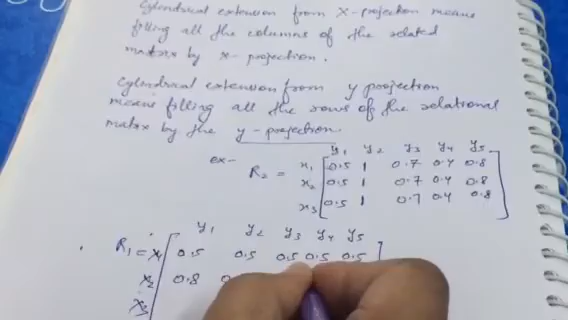 Cylindrical extension from X-projection means
filling all the columns of the related
matrix by x-projection.
Cylindrical extension from y projection
means filling all the rows of the relational
matrix by the y-projection.
ex-
y1 y2 y3 y4 y5
R2 = x1 0.5 1 0.7 0.4 0.8
x2 0.5 1 0.7 0.4 0.8
x3 0.5 1 0.7 0.4 0.8
y1 y2 y3 y4 y5
R1 = x1 0.5 0.5 0.5 0.5 0.5
x2 0.8
x3